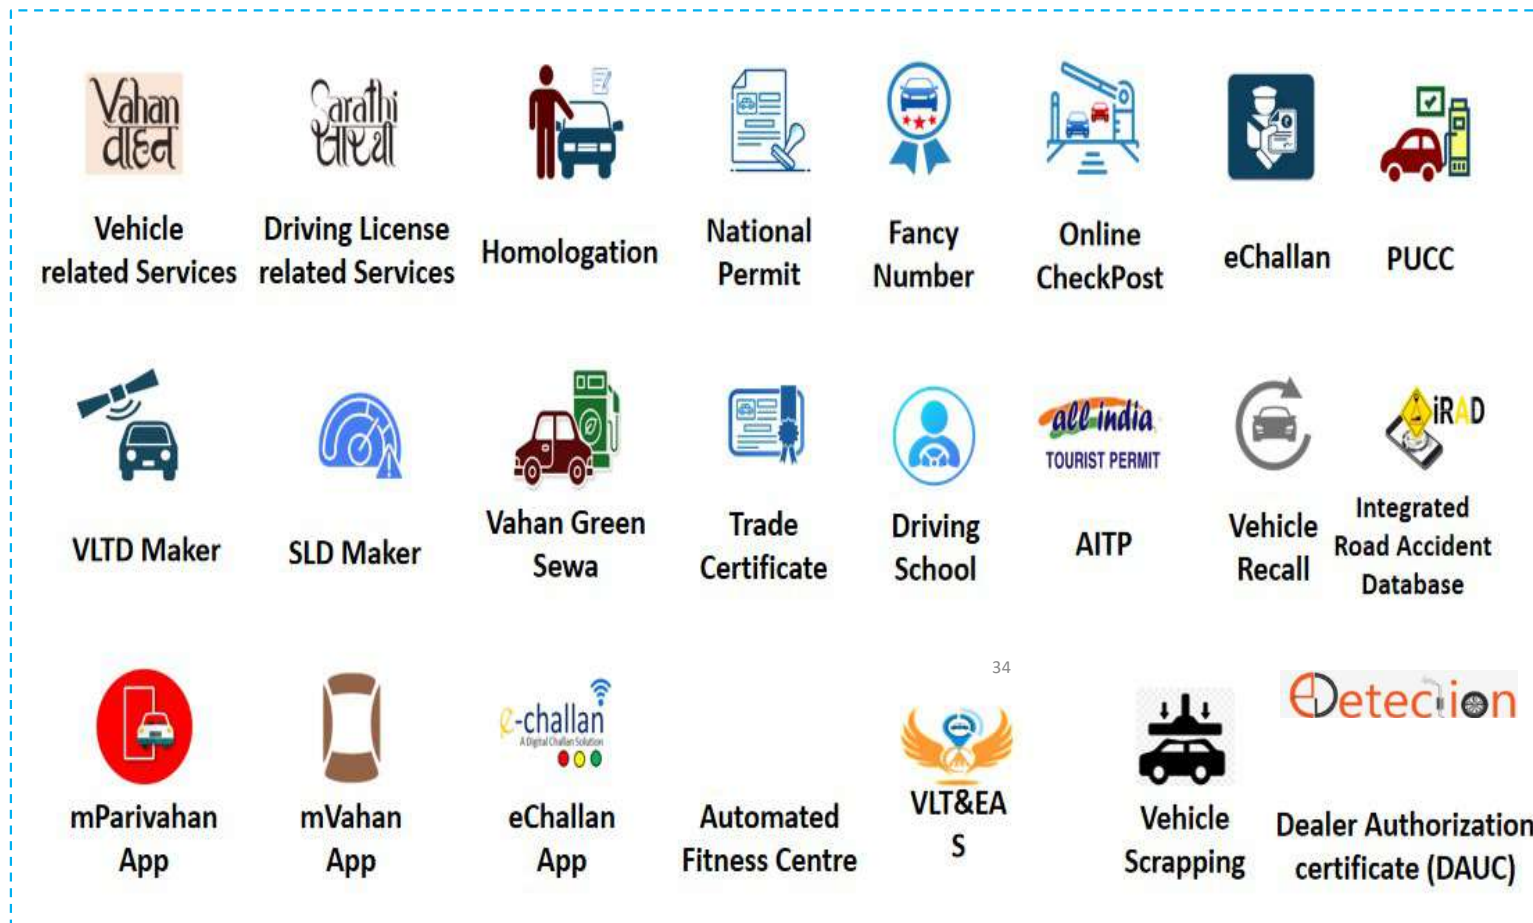 Vahan
वाहन
Sarathi
सारथी
Vehicle
related Services
Driving License
related Services
Homologation
National
Permit
Fancy
Number
Online
CheckPost
eChallan
PUCC
all india
TOURIST PERMIT
iRAD
VLTD Maker
SLD Maker
Vahan Green
Sewa
Trade
Certificate
Driving
School
AITP
Vehicle
Recall
Integrated
Road Accident
Database
34
e-challan
A Digital Challan Solution
eDetection
mParivahan
App
mVahan
App
eChallan
App
Automated
Fitness Centre
VLT&EA
S
Vehicle
Scrapping
Dealer Authorization
certificate (DAUC)